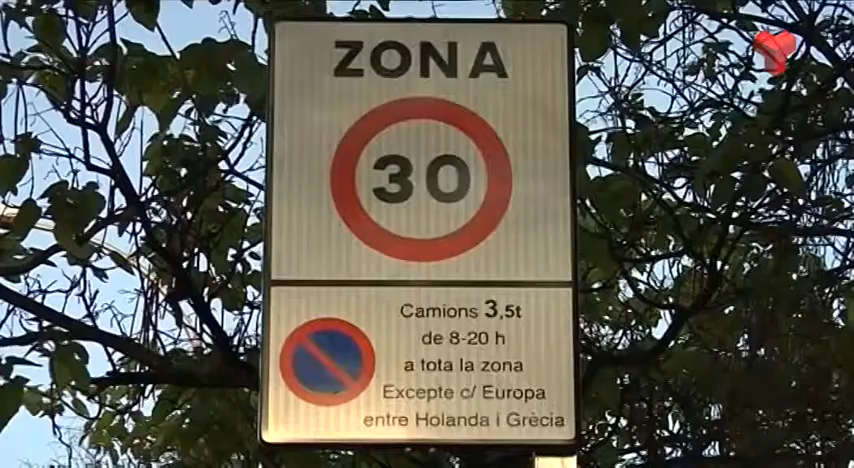 ZONA
30
Camions 3,5t
de 8-20 h
a tota la zona
Excepte c/ Europa
entre Holanda i Grècia